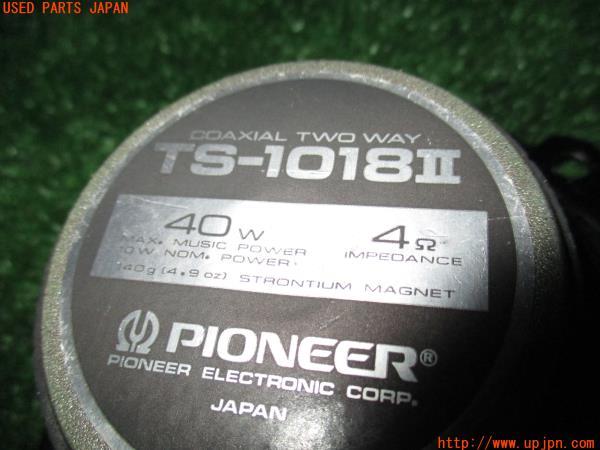 USED PARTS JAPAN
COAXIAL TWO WAY
TS-1018II
40W
MAX. MUSIC POWER
10W NOM. POWER
4Ω
IMPEDANCE
140g (4.9 oz) STRONTIUM MAGNET
PIONEER®
PIONEER ELECTRONIC CORP.
JAPAN
http://www.upjpn.com